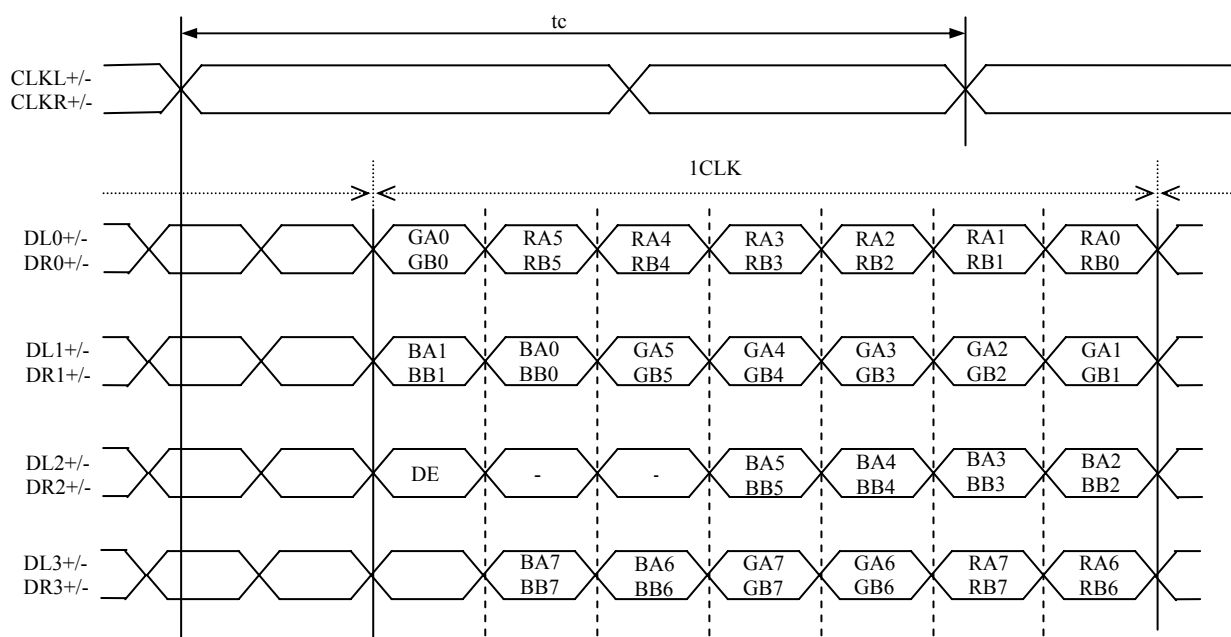 tc
CLKL+/-
CLKR+/-
1CLK
DL0+/-
DR0+/-
GA0 RA5 RA4 RA3 RA2 RA1 RA0
GB0 RB5 RB4 RB3 RB2 RB1 RB0
DL1+/-
DR1+/-
BA1 BA0 GA5 GA4 GA3 GA2 GA1
BB1 BB0 GB5 GB4 GB3 GB2 GB1
DL2+/-
DR2+/-
DE - - BA5 BA4 BA3 BA2
BB5 BB4 BB3 BB2
DL3+/-
DR3+/-
BA7 BA6 GA7 GA6 RA7 RA6
BB7 BB6 GB7 GB6 RB7 RB6